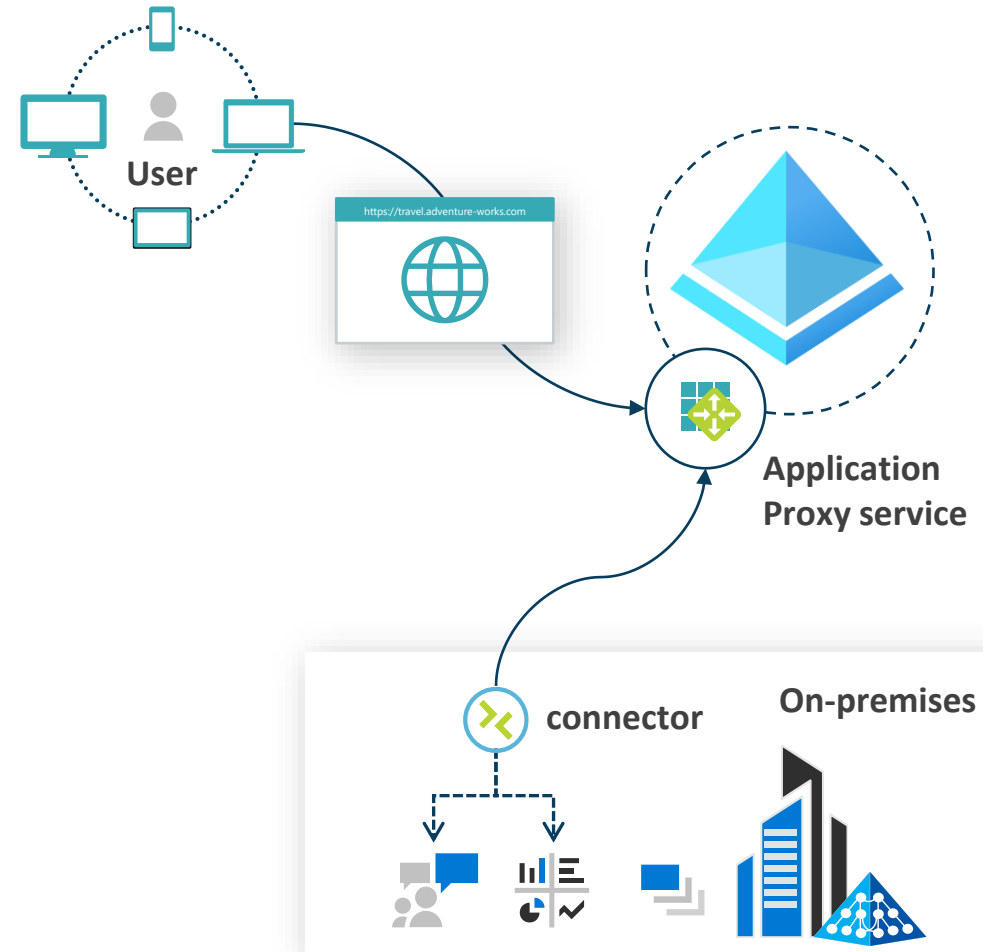 User
https://travel.adventure-works.com
Application
Proxy service
connector
On-premises